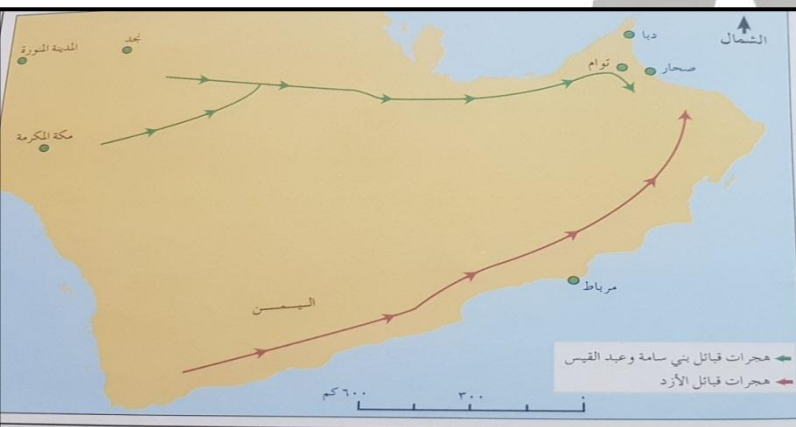 الشمال
دبا
صحار
توام
نجد
المدينة المنورة
مكة المكرمة
مرباط
اليمن
هجرات قبائل بني سامة وعبد القيس
هجرات قبائل الأزد
٠ ٣٠٠ ٦٠٠ كم